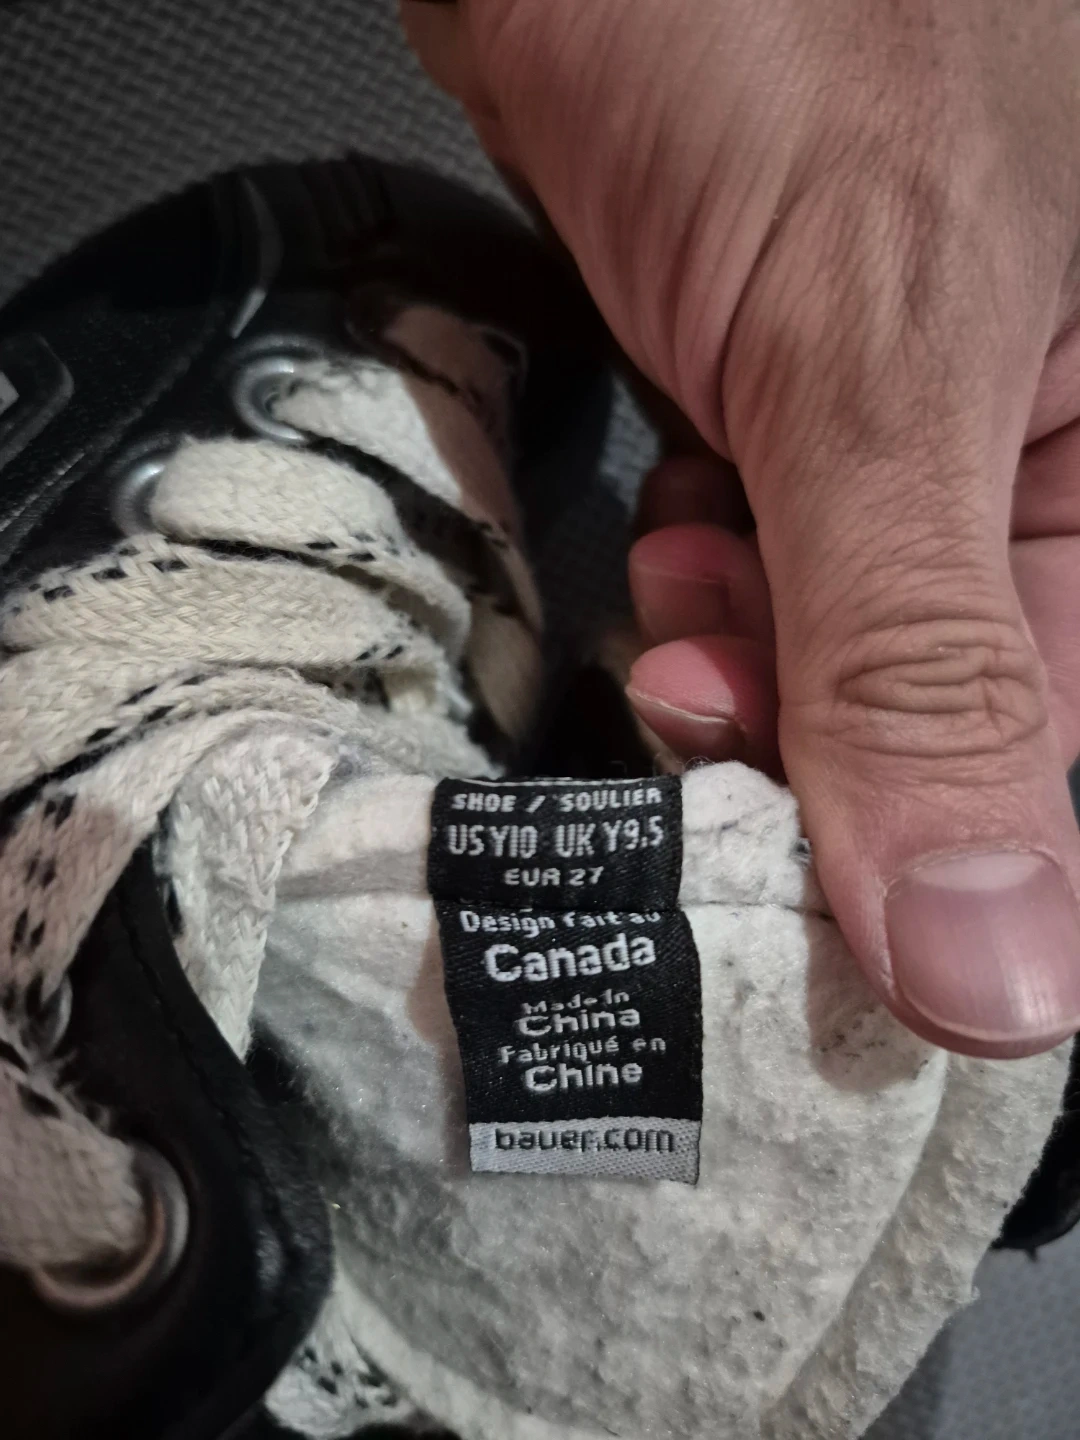 SHOE / SOULIER
US Y10 UK Y9.5
EUR 27
Design fait au
Canada
Made in
China
Fabriqué en
Chine
bauer.com